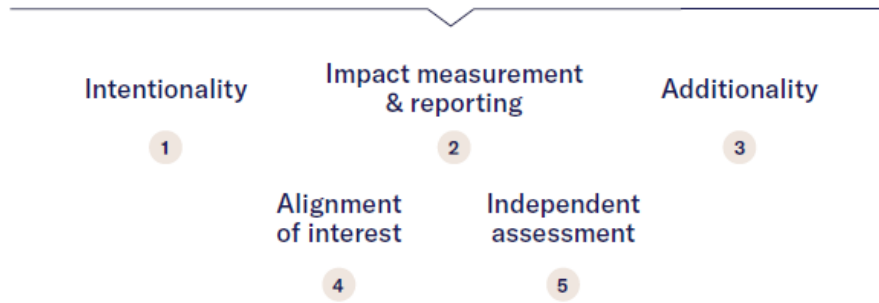 Intentionality
1
Impact measurement
& reporting
2
Additionality
3
Alignment
of interest
4
Independent
assessment
5